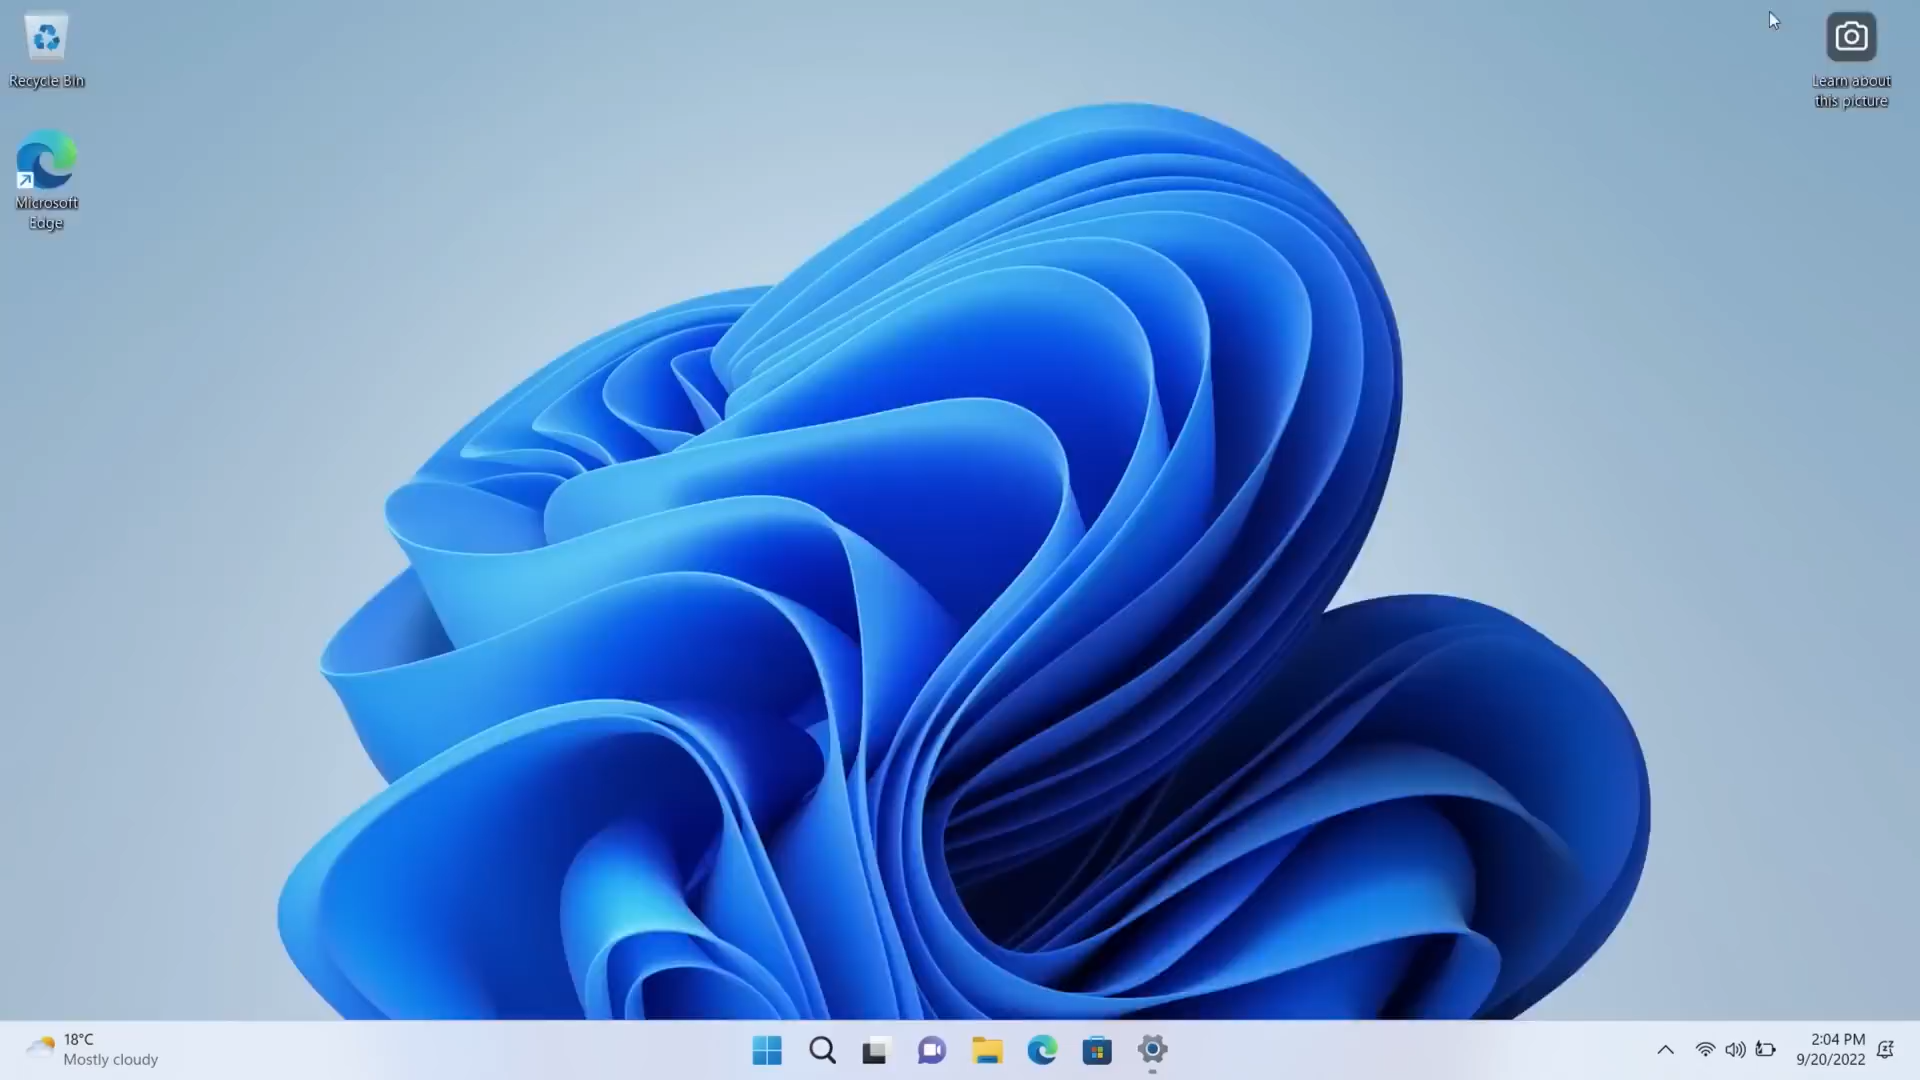 Recycle Bin
Microsoft
Edge
Learn about
this picture
18°C
Mostly cloudy
2:04 PM
9/20/2022